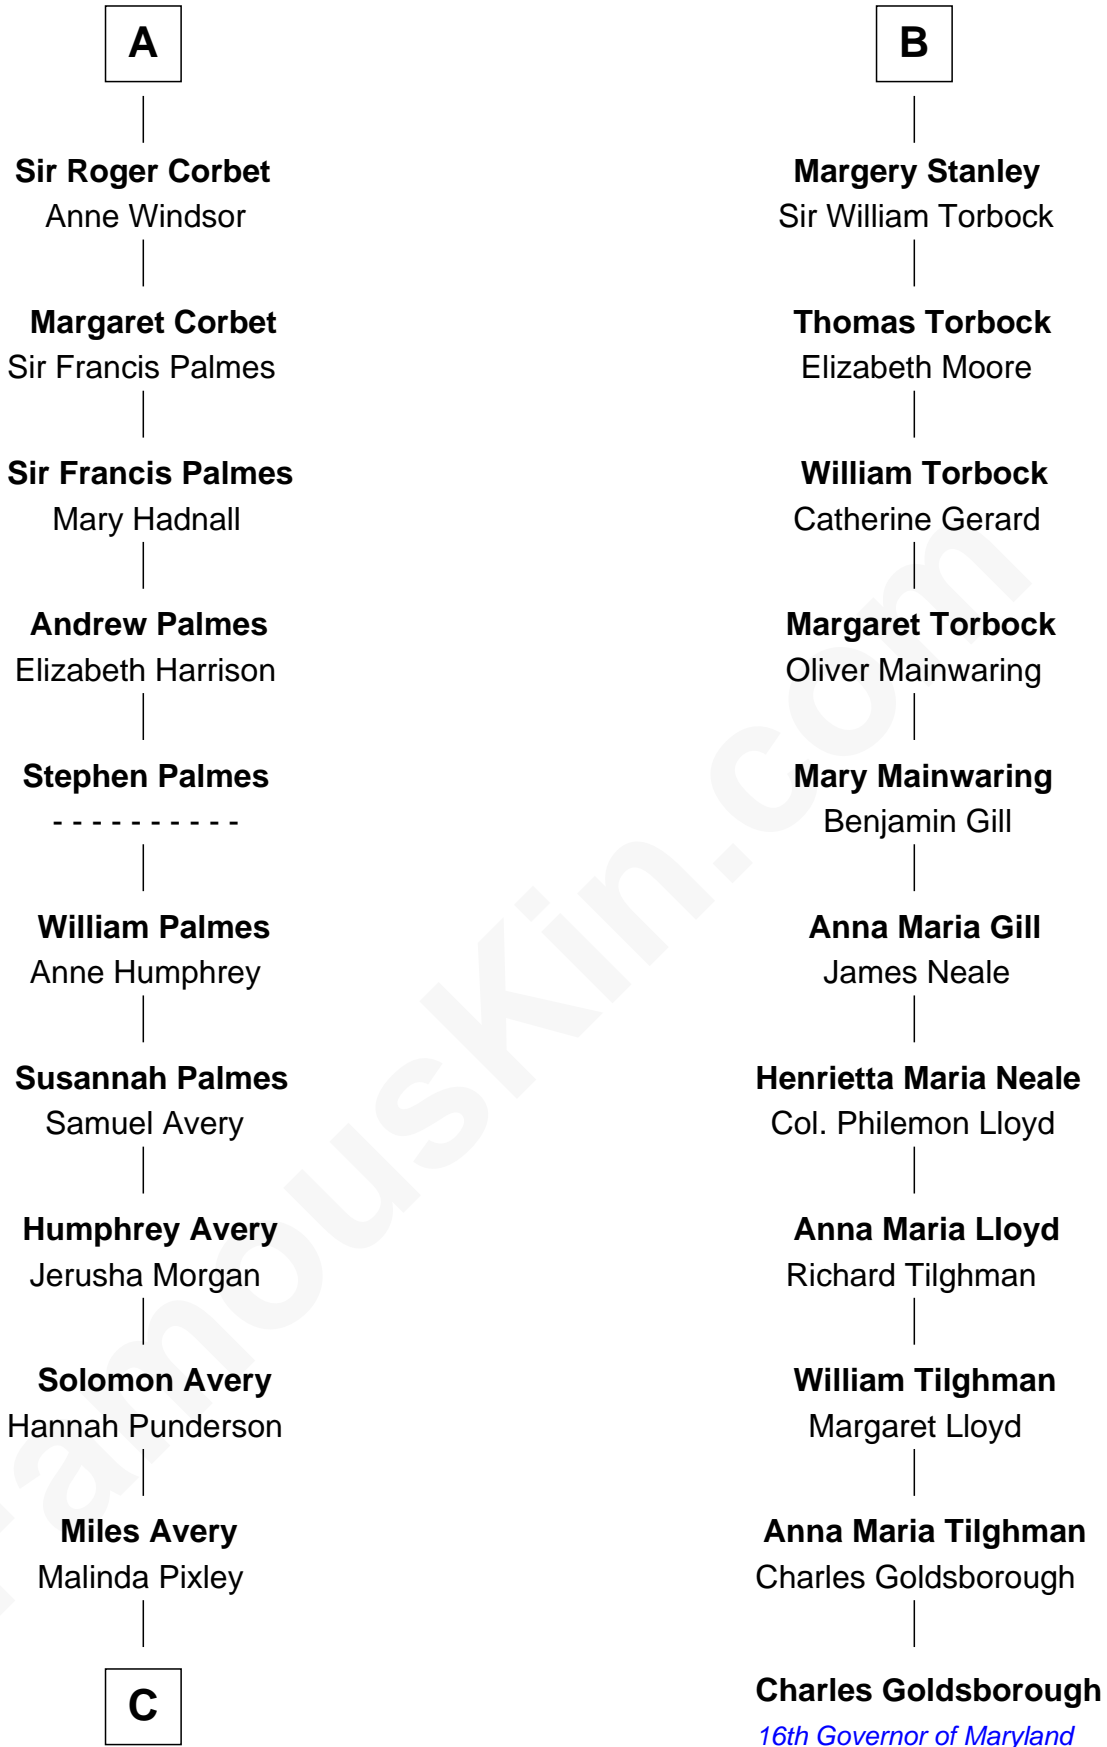 A
Sir Roger Corbet
Anne Windsor
Margaret Corbet
Sir Francis Palmes
Sir Francis Palmes
Mary Hadnall
Andrew Palmes
Elizabeth Harrison
Stephen Palmes
- - - - - - - - - -
William Palmes
Anne Humphrey
Susannah Palmes
Samuel Avery
Humphrey Avery
Jerusha Morgan
Solomon Avery
Hannah Punderson
Miles Avery
Malinda Pixley
C
B
Margery Stanley
Sir William Torbock
Thomas Torbock
Elizabeth Moore
William Torbock
Catherine Gerard
Margaret Torbock
Oliver Mainwaring
Mary Mainwaring
Benjamin Gill
Anna Maria Gill
James Neale
Henrietta Maria Neale
Col. Philemon Lloyd
Anna Maria Lloyd
Richard Tilghman
William Tilghman
Margaret Lloyd
Anna Maria Tilghman
Charles Goldsborough
Charles Goldsborough
16th Governor of Maryland
FamousKin.com